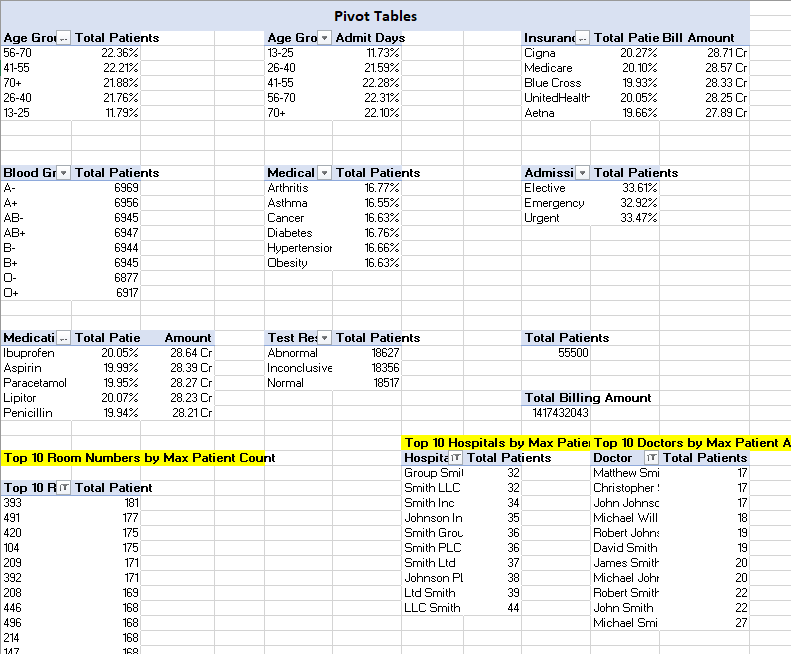 Pivot Tables
Age Grou Total Patients
56-70 22.36%
41-55 22.21%
70+ 21.88%
26-40 21.76%
13-25 11.79%
Age Gro Admit Days
13-25 11.73%
26-40 21.59%
41-55 22.28%
56-70 22.31%
70+ 22.10%
Insuranc Total Patie Bill Amount
Cigna 20.27% 28.71 Cr
Medicare 20.10% 28.57 Cr
Blue Cross 19.93% 28.33 Cr
UnitedHealth 20.05% 28.25 Cr
Aetna 19.66% 27.89 Cr
Blood Gr Total Patients
A- 6969
A+ 6956
AB- 6945
AB+ 6947
B- 6944
B+ 6945
O- 6877
O+ 6917
Medical Total Patients
Arthritis 16.77%
Asthma 16.55%
Cancer 16.63%
Diabetes 16.76%
Hypertension 16.66%
Obesity 16.63%
Admissi Total Patients
Elective 33.61%
Emergency 32.92%
Urgent 33.47%
Medicati Total Patie Amount
Ibuprofen 20.05% 28.64 Cr
Aspirin 19.99% 28.39 Cr
Paracetamol 19.95% 28.27 Cr
Lipitor 20.07% 28.23 Cr
Penicillin 19.94% 28.21 Cr
Test Res Total Patients
Abnormal 18627
Inconclusive 18356
Normal 18517
Total Patients
55500
Total Billing Amount
1417432043
Top 10 Room Numbers by Max Patient Count
Top 10 R Total Patient
393 181
491 177
420 175
104 175
209 171
392 171
208 169
446 168
496 168
214 168
147 168
Top 10 Hospitals by Max Patie
Hospita Total Patients
Group Smi 32
Smith LLC 32
Smith Inc 34
Johnson In 35
Smith Grou 36
Smith PLC 36
Smith Ltd 37
Johnson Pl 38
Ltd Smith 39
LLC Smith 44
Top 10 Doctors by Max Patient A
Doctor Total Patients
Matthew Smi 17
Christopher 17
John Johnso 17
Michael Will 18
Robert Johns 19
David Smith 19
James Smith 20
Michael John 20
Robert Smith 22
John Smith 22
Michael Smi 27